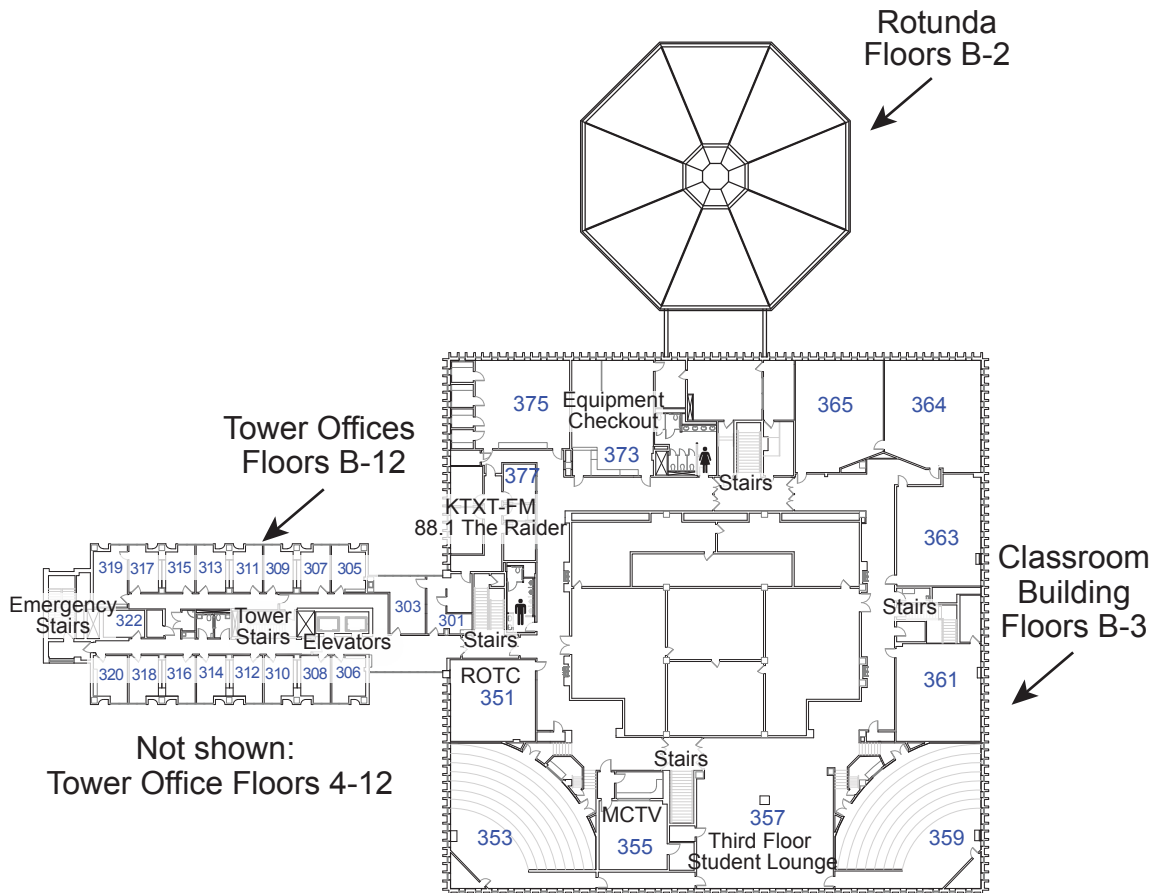 Rotunda
Floors B-2
375
Equipment
Checkout
373
365
364
Tower Offices
Floors B-12
377
Stairs
KTXT-FM
88.1 The Raider
363
Classroom
Building
Floors B-3
319
317
315
313
311
309
307
305
303
301
Emergency
Stairs
322
Tower
Stairs
Elevators
Stairs
Stairs
320
318
316
314
312
310
308
306
ROTC
351
361
Not shown:
Tower Office Floors 4-12
Stairs
353
MCTV
355
357
Third Floor
Student Lounge
359